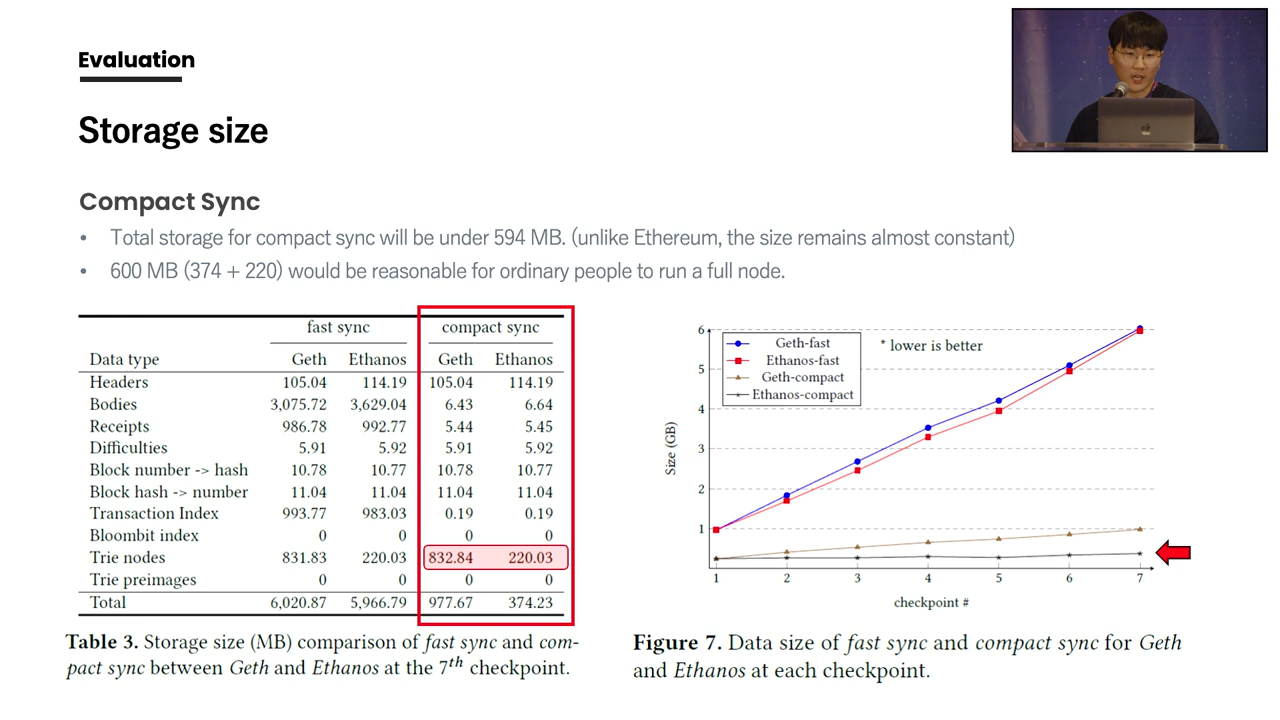 Evaluation
Storage size
Compact Sync
• Total storage for compact sync will be under 594 MB. (unlike Ethereum, the size remains almost constant)
• 600 MB (374 + 220) would be reasonable for ordinary people to run a full node.
fast sync compact sync
Data type Geth Ethanos Geth Ethanos
Headers 105.04 114.19 105.04 114.19
Bodies 3,075.72 3,629.04 6.43 6.64
Receipts 986.78 992.77 5.44 5.45
Difficulties 5.91 5.92 5.91 5.92
Block number -> hash 10.78 10.77 10.78 10.77
Block hash -> number 11.04 11.04 11.04 11.04
Transaction Index 993.77 983.03 0.19 0.19
Bloombit index 0 0 0 0
Trie nodes 831.83 220.03 832.84 220.03
Trie preimages 0 0 0 0
Total 6,020.87 5,966.79 977.67 374.23
Table 3. Storage size (MB) comparison of fast sync and com-
pact sync between Geth and Ethanos at the 7th checkpoint.
Geth-fast
Ethanos-fast
Geth-compact
Ethanos-compact
* lower is better
Size (GB)
6
5
4
3
2
1
1 2 3 4 5 6 7
checkpoint #
Figure 7. Data size of fast sync and compact sync for Geth
and Ethanos at each checkpoint.